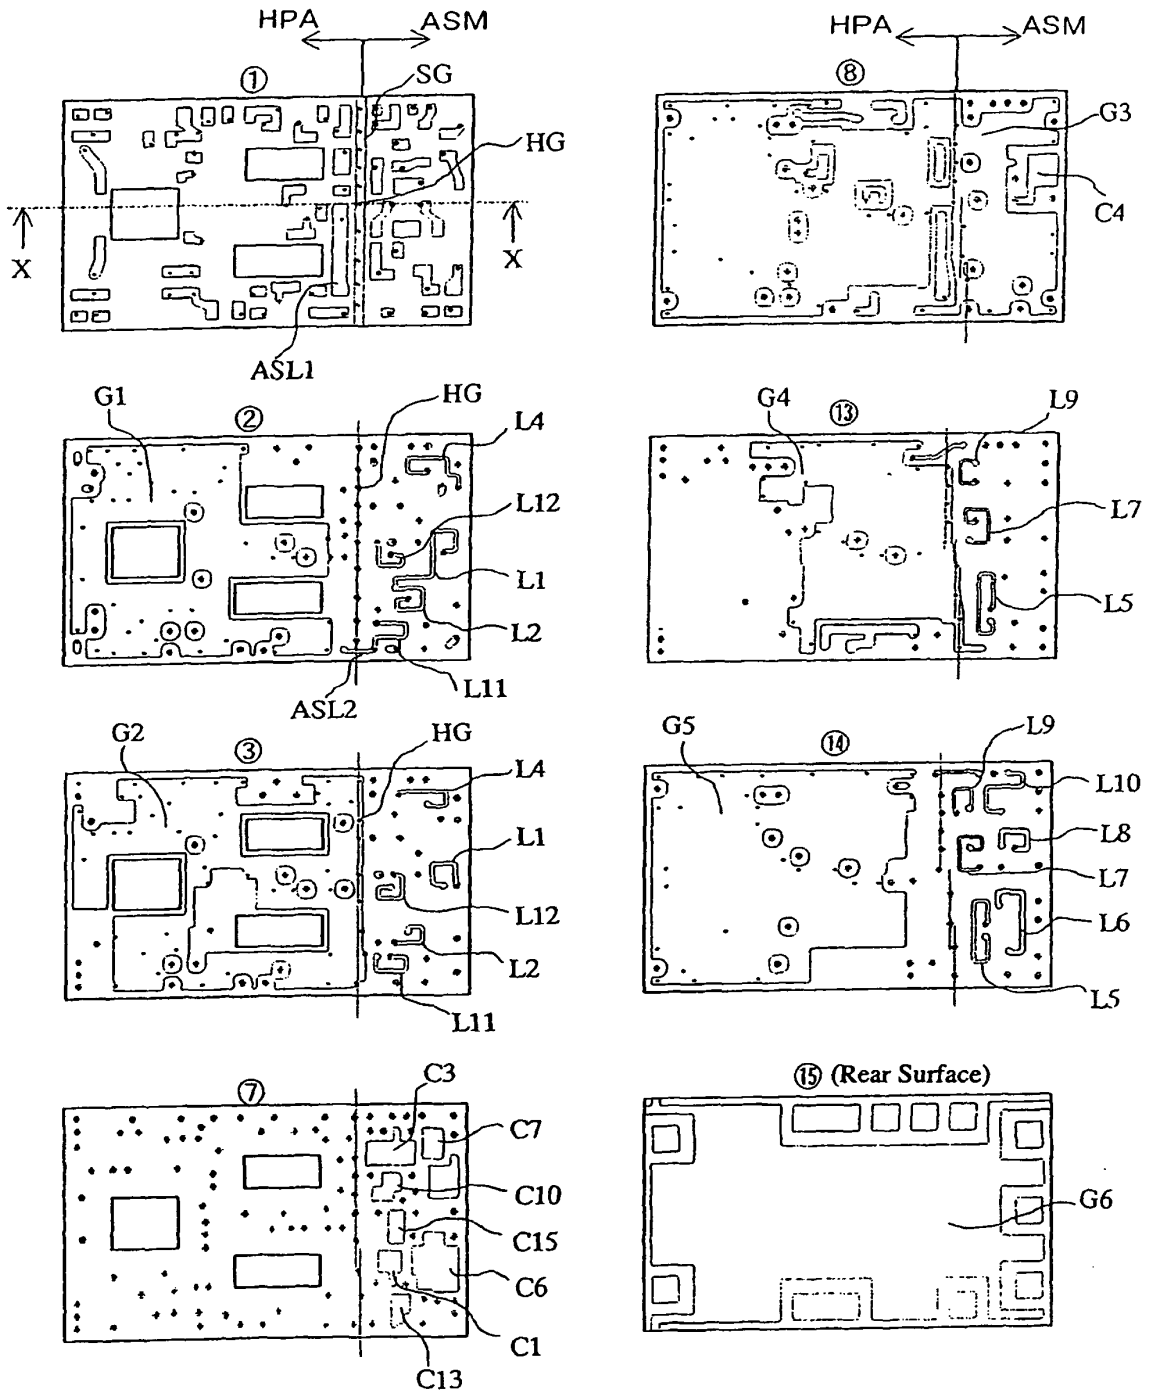 HPA ASM
①
SG
HG
X X
ASL1
HPA ASM
⑧
G3
C4
G1
②
HG
L4
L12
L1
L2
L11
ASL2
G4
⑬
L9
L7
L5
G2
③
HG
L4
L1
L12
L2
L11
G5
⑭
L9
L10
L8
L7
L6
L5
⑦
C3
C7
C10
C15
C6
C1
C13
⑮ (Rear Surface)
G6